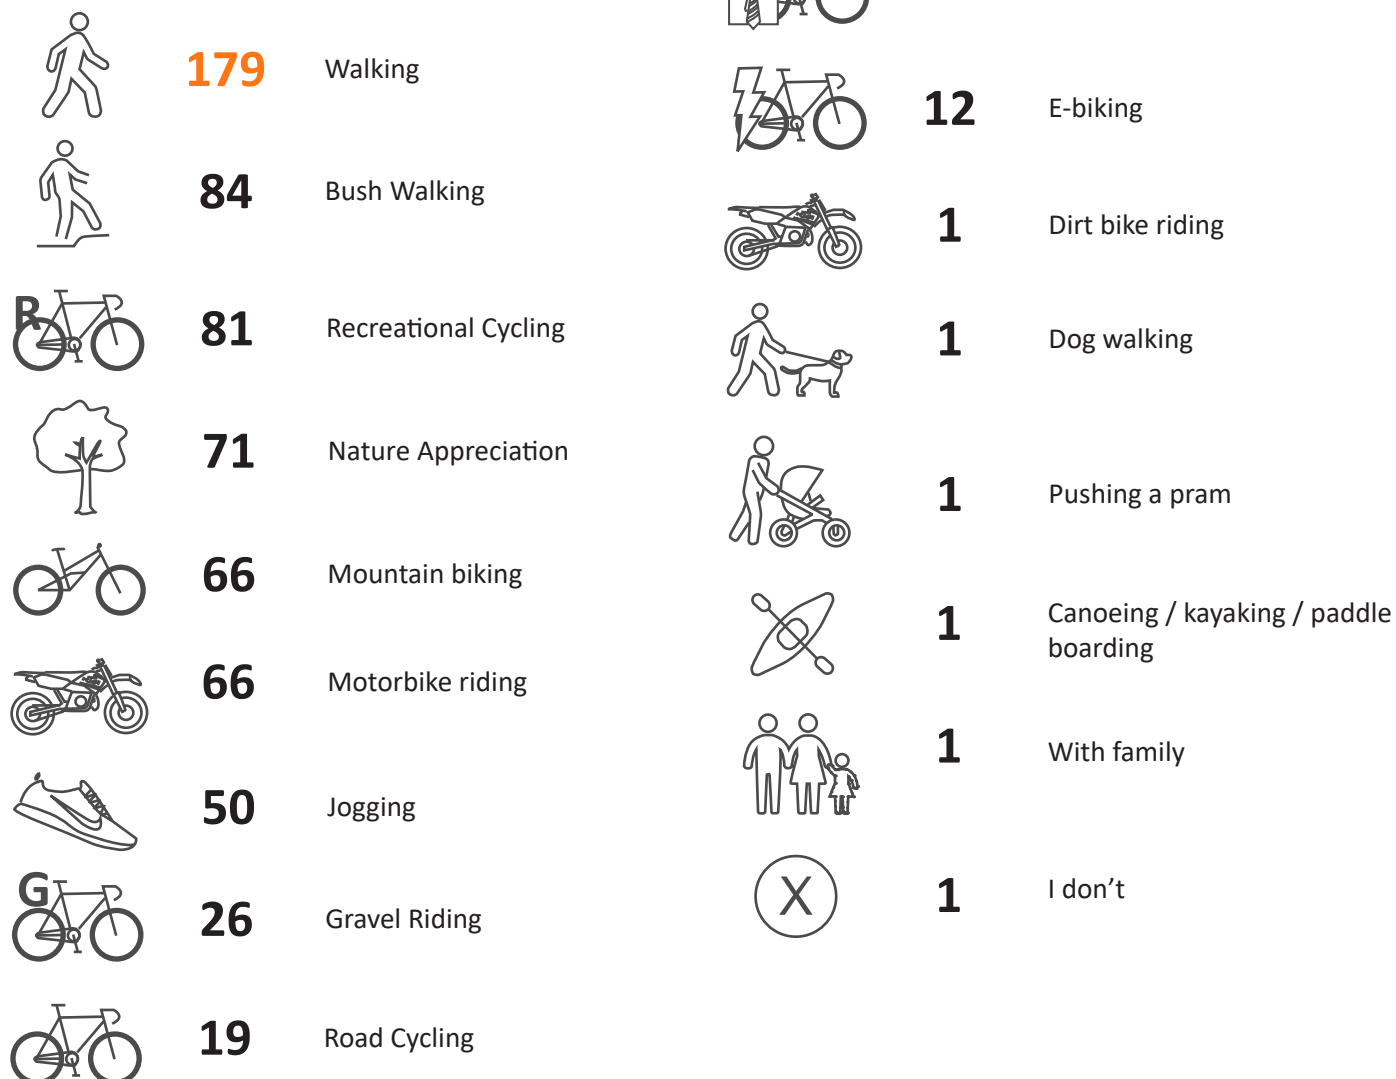 179 Walking
84 Bush Walking
R
81 Recreational Cycling
71 Nature Appreciation
66 Mountain biking
66 Motorbike riding
50 Jogging
G
26 Gravel Riding
19 Road Cycling
12 E-biking
1 Dirt bike riding
1 Dog walking
1 Pushing a pram
1 Canoeing / kayaking / paddle
boarding
1 With family
X
1 I don’t